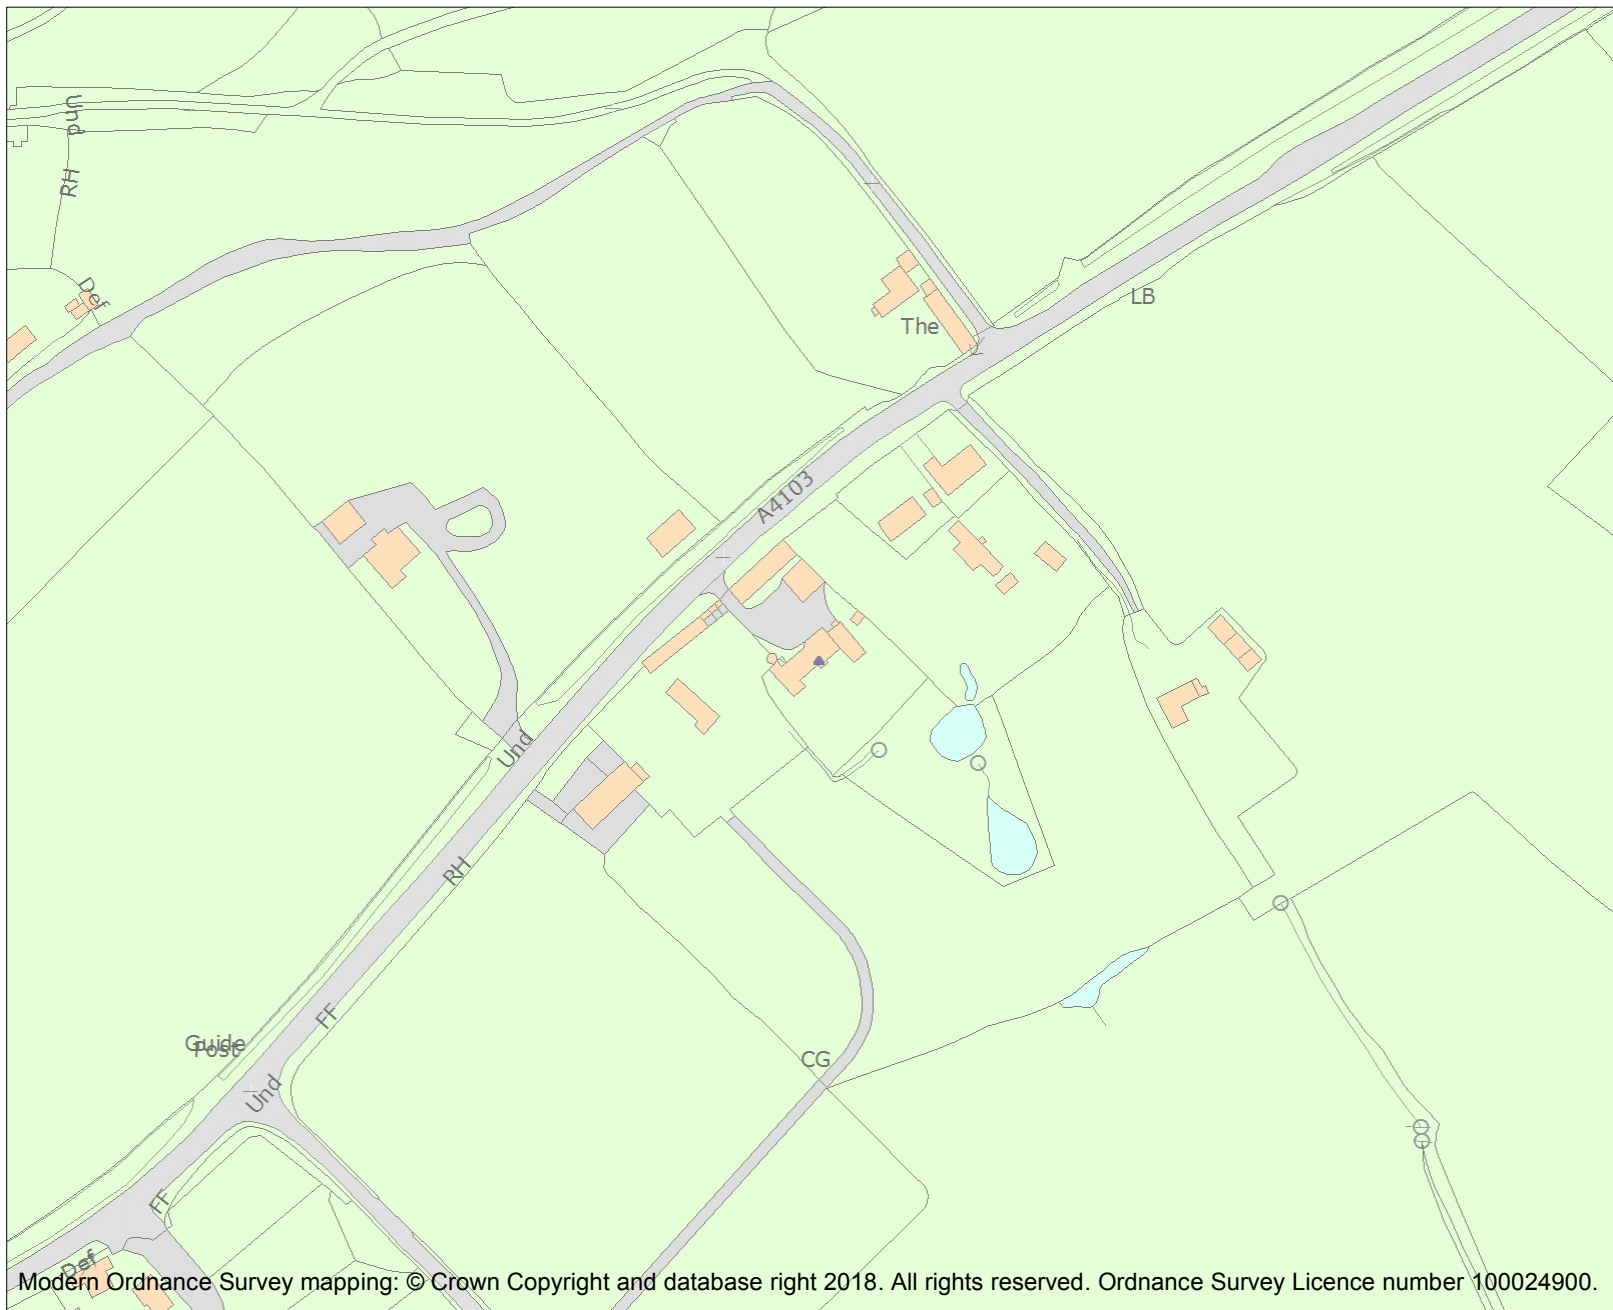 Und
RH
Def
The
LB
A4103
Und
RH
FF
Guide
Post
CG
Und
FF
Def
Modern Ordnance Survey mapping: © Crown Copyright and database right 2018. All rights reserved. Ordnance Survey Licence number 100024900.